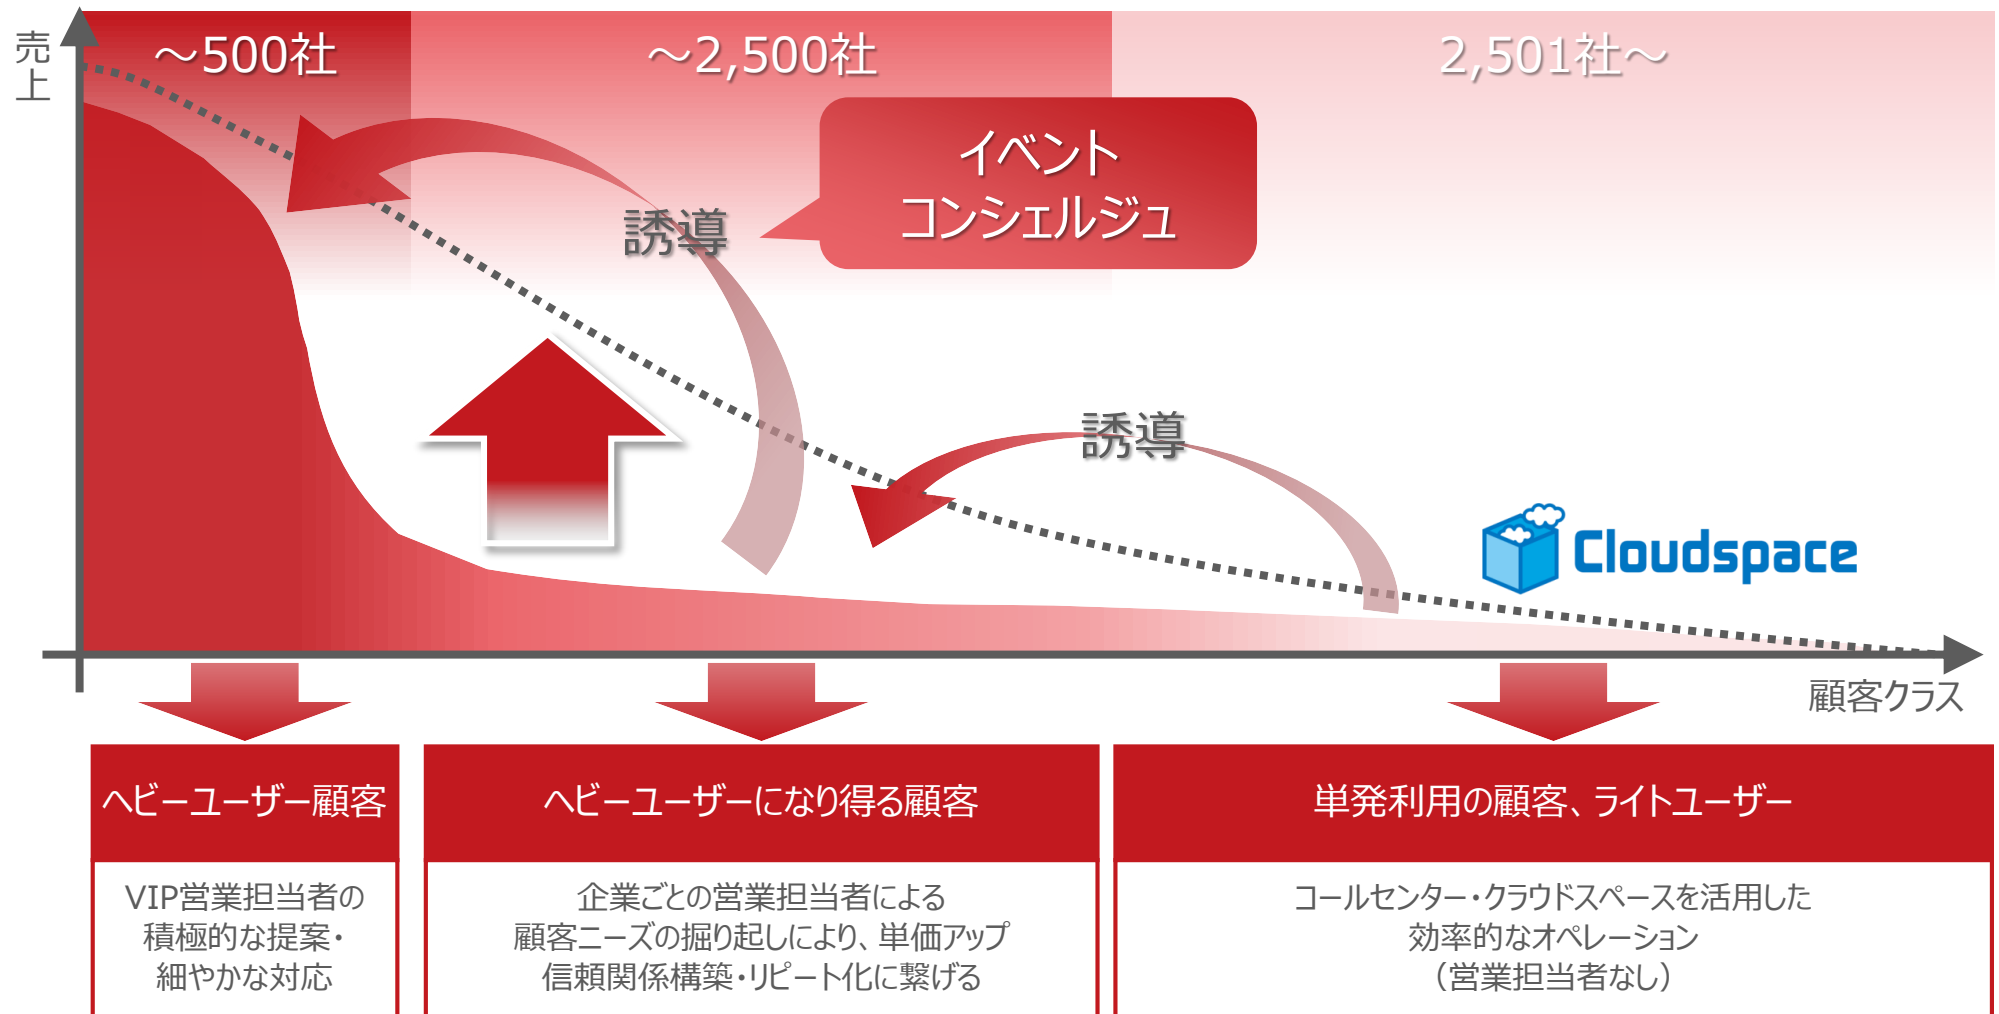 売上
～500社
～2,500社
2,501社～
イベント
コンシェルジュ
誘導
誘導
Cloudspace
顧客クラス
ヘビーユーザー顧客
VIP営業担当者の
積極的な提案・
細やかな対応
ヘビーユーザーになり得る顧客
企業ごとの営業担当者による
顧客ニーズの掘り起しにより、単価アップ
信頼関係構築・リピート化に繋げる
単発利用の顧客、ライトユーザー
コールセンター・クラウドスペースを活用した
効率的なオペレーション
（営業担当者なし）